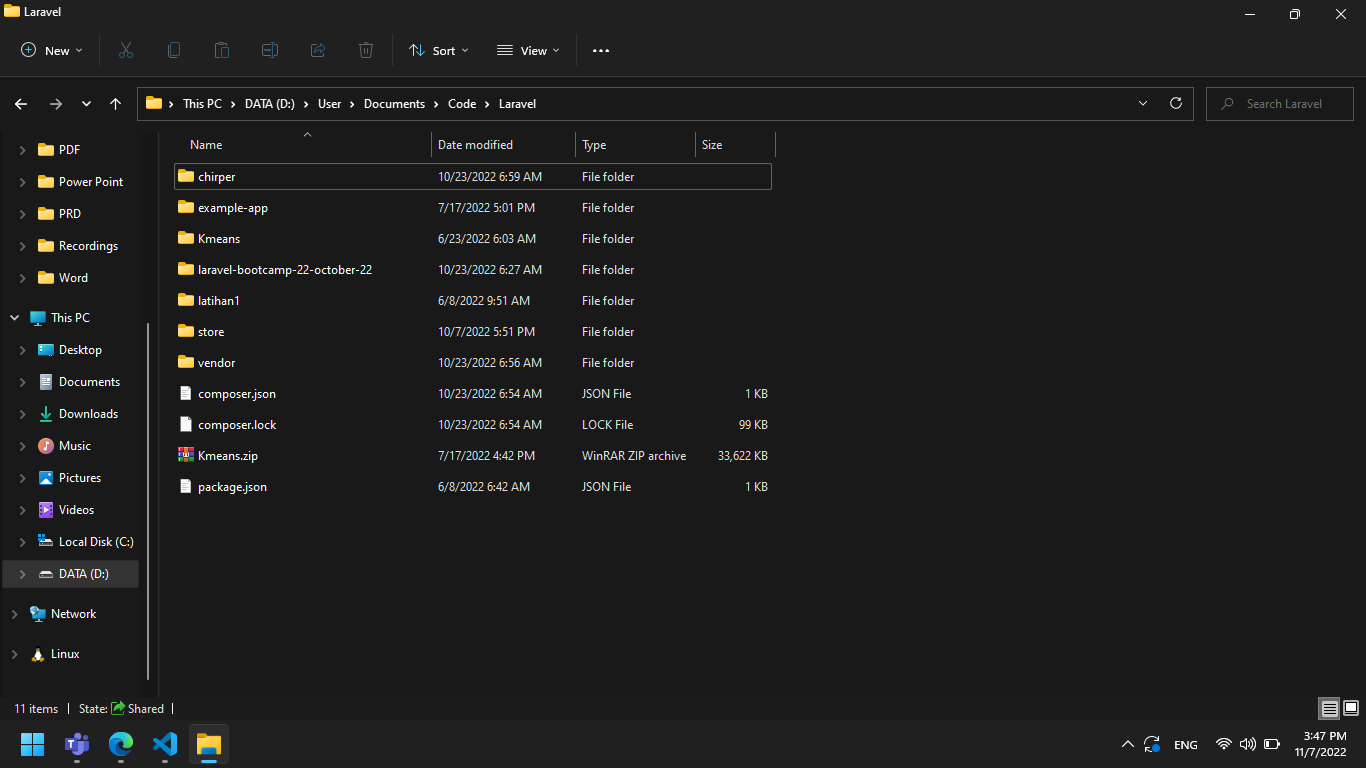 Laravel
New
Sort
View
This PC
DATA (D:)
User
Documents
Code
Laravel
Search Laravel
PDF
Power Point
PRD
Recordings
Word
This PC
Desktop
Documents
Downloads
Music
Pictures
Videos
Local Disk (C:)
DATA (D:)
Network
Linux
Name Date modified Type Size
chirper 10/23/2022 6:59 AM File folder
example-app 7/17/2022 5:01 PM File folder
Kmeans 6/23/2022 6:03 AM File folder
laravel-bootcamp-22-october-22 10/23/2022 6:27 AM File folder
latihan1 6/8/2022 9:51 AM File folder
store 10/7/2022 5:51 PM File folder
vendor 10/23/2022 6:56 AM File folder
composer.json 10/23/2022 6:54 AM JSON File 1 KB
composer.lock 10/23/2022 6:54 AM LOCK File 99 KB
Kmeans.zip 7/17/2022 4:42 PM WinRAR ZIP archive 33,622 KB
package.json 6/8/2022 6:42 AM JSON File 1 KB
11 items State: Shared
ENG
3:47 PM
11/7/2022